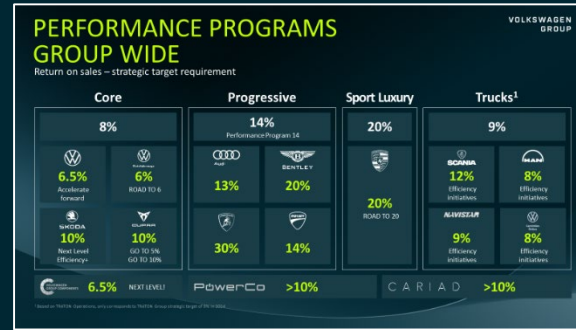 PERFORMANCE PROGRAMS
GROUP WIDE
Return on sales – strategic target requirement
VOLKSWAGEN
GROUP
Core
8%
6.5%
Accelerate
forward
6%
ROAD TO 6
SKODA
10%
Next Level
Efficiency+
CUPRA
10%
GO TO 5%
GO TO 10%
Progressive
14%
Performance Program 14
Audi
13%
BENTLEY
20%
30%
14%
Sport Luxury
20%
20%
ROAD TO 20
Trucks¹
9%
SCANIA
12%
Efficiency
initiatives
MAN
8%
Efficiency
initiatives
NAVISTAR
9%
Efficiency
initiatives
8%
Efficiency
initiatives
6.5% NEXT LEVEL!
PowerCo >10%
CARIAD >10%